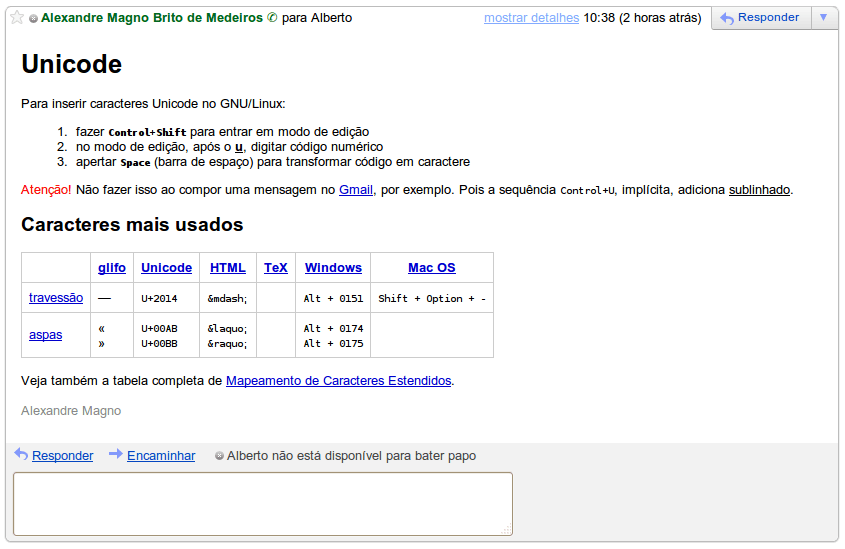 Alexandre Magno Brito de Medeiros ✆ para Alberto mostrar detalhes 10:38 (2 horas atrás) Responder ▼
Unicode
Para inserir caracteres Unicode no GNU/Linux:
1. fazer Control+Shift para entrar em modo de edição
2. no modo de edição, após o u, digitar código numérico
3. apertar Space (barra de espaço) para transformar código em caractere
Atenção! Não fazer isso ao compor uma mensagem no Gmail, por exemplo. Pois a sequência Control+U, implícita, adiciona sublinhado.
Caracteres mais usados
glifo Unicode HTML TeX Windows Mac OS
travessão — U+2014 &mdash; Alt + 0151 Shift + Option + -
aspas « U+00AB &laquo; Alt + 0174
» U+00BB &raquo; Alt + 0175
Veja também a tabela completa de Mapeamento de Caracteres Estendidos.
Alexandre Magno
Responder Encaminhar Alberto não está disponível para bater papo